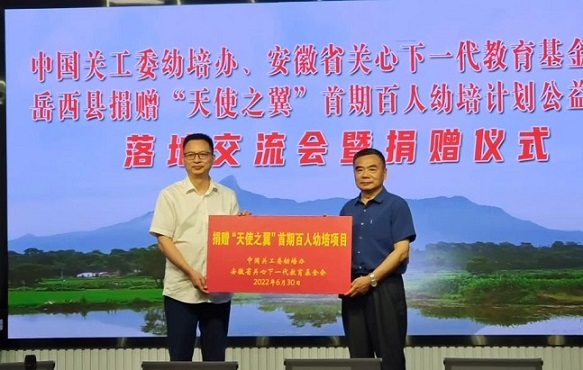 中国关工委幼培办、安徽省关心下一代教育基金
岳西县捐赠“天使之翼”首期百人幼培计划公益
落地交流会暨捐赠仪式
捐赠“天使之翼”首期百人幼培项目
中国关工委幼培办
安徽省关心下一代教育基金会
2022年6月30日